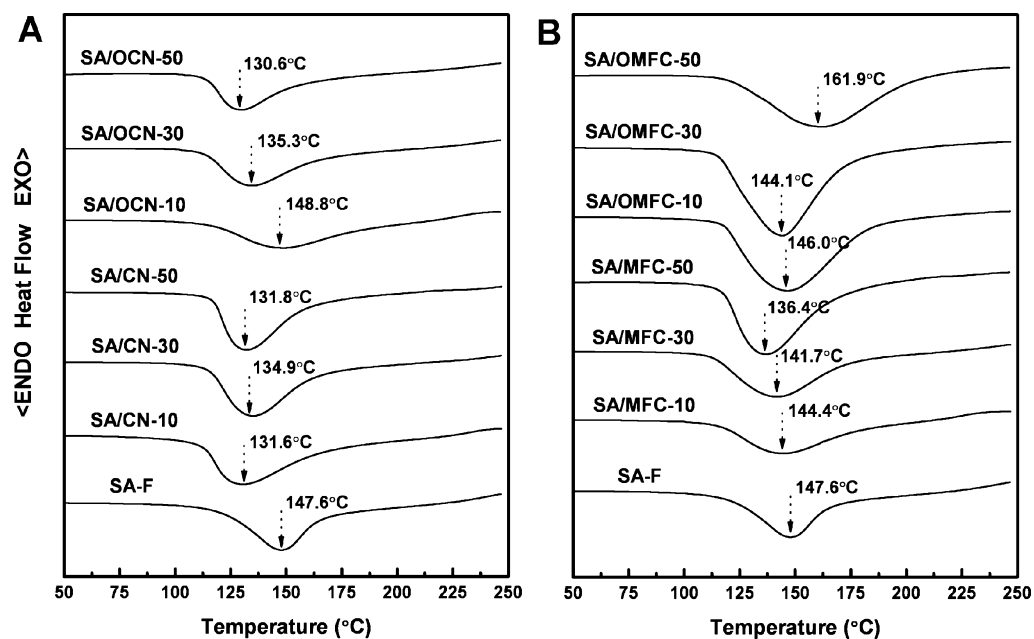 A
SA/OCN-50
130.6°C
SA/OCN-30
135.3°C
SA/OCN-10
148.8°C
SA/CN-50
131.8°C
SA/CN-30
134.9°C
SA/CN-10
131.6°C
SA-F
147.6°C
<ENDO Heat Flow EXO>
50 75 100 125 150 175 200 225 250
Temperature (°C)
B
SA/OMFC-50
161.9°C
SA/OMFC-30
144.1°C
SA/OMFC-10
146.0°C
SA/MFC-50
136.4°C
SA/MFC-30
141.7°C
SA/MFC-10
144.4°C
SA-F
147.6°C
50 75 100 125 150 175 200 225 250
Temperature (°C)